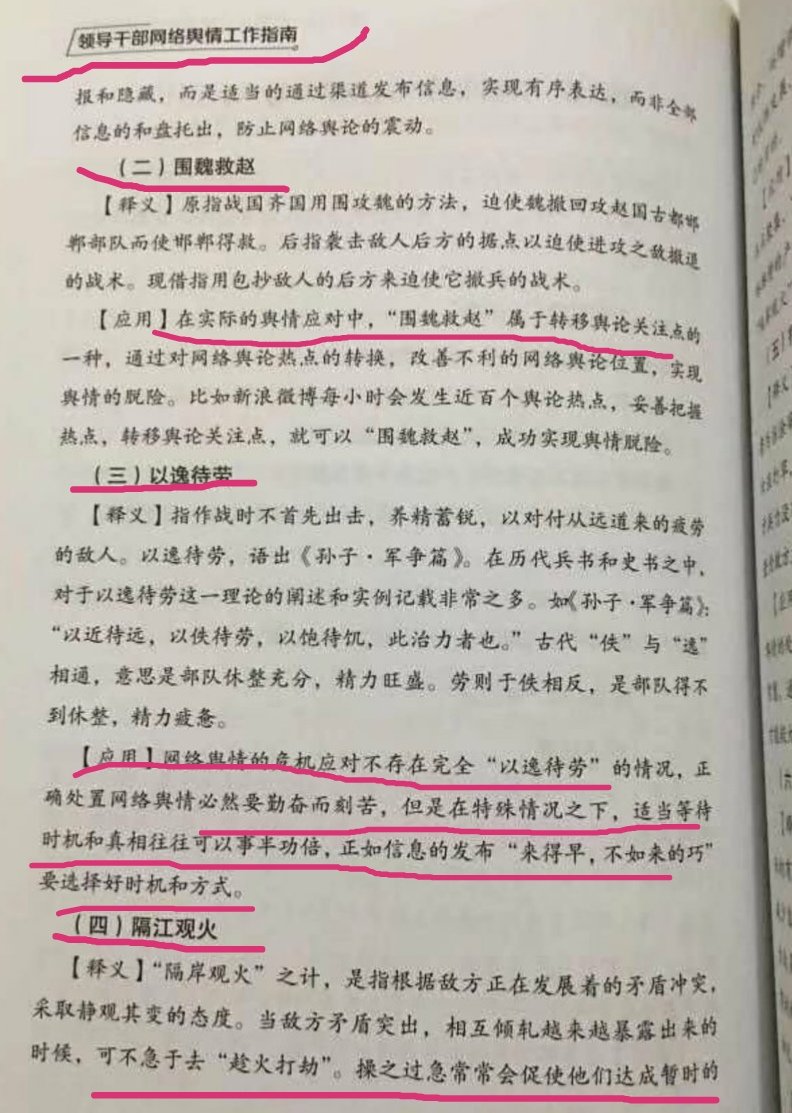 领导干部网络舆情工作指南
报和隐藏，而是适当的通过渠道发布信息，实现有序表达，而非全部
信息的和盘托出，防止网络舆论的震动。
（二）围魏救赵
【释义】原指战国齐国用围攻魏的方法，迫使魏撤回攻赵国古都邯
郸部队而使邯郸得救。后指袭击敌人后方的据点以迫使进攻之敌撤退
的战术。现借指用包抄敌人的后方来迫使它撤兵的战术。
【应用】在实际的舆情应对中，“围魏救赵”属于转移舆论关注点的
一种，通过对网络舆论热点的转换，改善不利的网络舆论位置，实现
舆情的脱险。比如新浪微博每小时会发生近百个舆论热点，妥善把握
热点，转移舆论关注点，就可以“围魏救赵”，成功实现舆情脱险。
（三）以逸待劳
【释义】指作战时不首先出击，养精蓄锐，以对付从远道来的疲劳
的敌人。以逸待劳，语出《孙子·军争篇》。在历代兵书和史书之中，
对于以逸待劳这一理论的阐述和实例记载非常之多。如《孙子·军争篇》：
“以近待远，以佚待劳，以饱待饥，此治力者也。”古代“佚”与“逸”
相通，意思是部队休整充分，精力旺盛。劳则于佚相反，是部队得不
到休整，精力疲惫。
【应用】网络舆情的危机应对不存在完全“以逸待劳”的情况，正
确处置网络舆情必然要勤奋而刻苦，但是在特殊情况之下，适当等待
时机和真相往往可以事半功倍，正如信息的发布“来得早，不如来的巧”
要选择好时机和方式。
（四）隔江观火
【释义】“隔岸观火”之计，是指根据敌方正在发展着的矛盾冲突，
采取静观其变的态度。当敌方矛盾突出，相互倾轧越来越暴露出来的
时候，可不急于去“趁火打劫”。操之过急常常会促使他们达成暂时的